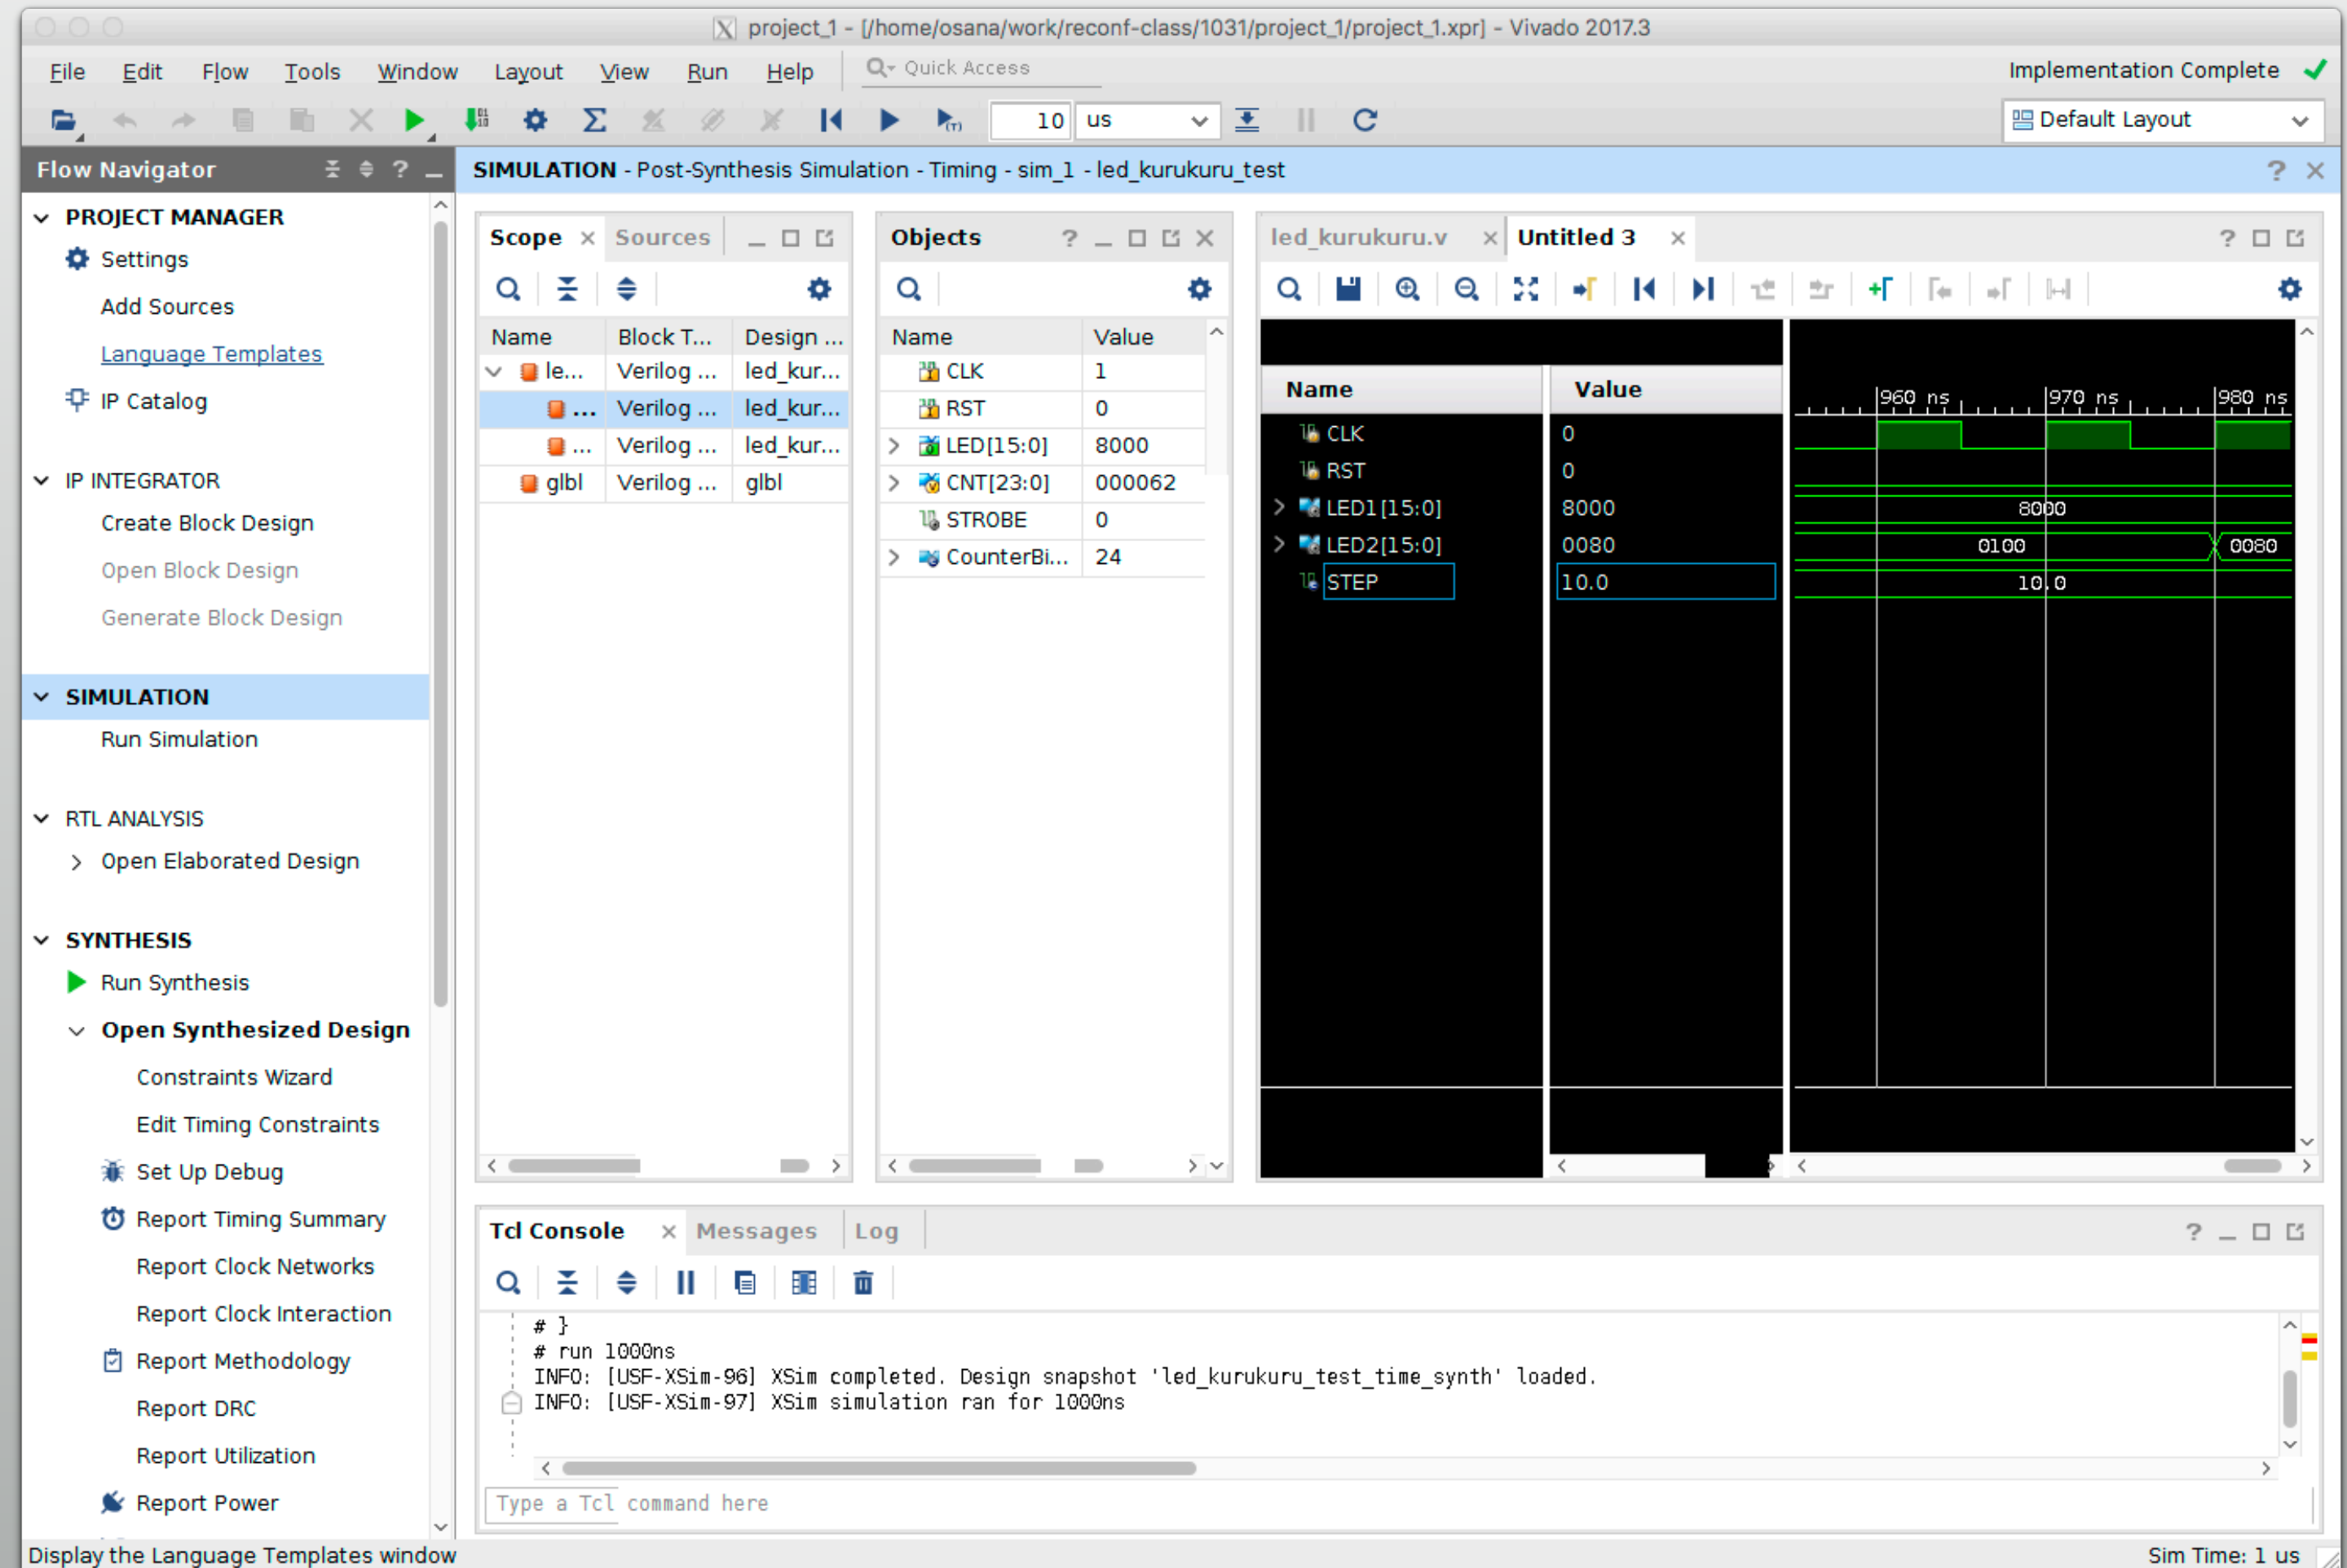 project_1 - [/home/osana/work/reconf-class/1031/project_1/project_1.xpr] - Vivado 2017.3
File Edit Flow Tools Window Layout View Run Help Quick Access Implementation Complete
10 us Default Layout
Flow Navigator
PROJECT MANAGER
Settings
Add Sources
Language Templates
IP Catalog
IP INTEGRATOR
Create Block Design
Open Block Design
Generate Block Design
SIMULATION
Run Simulation
RTL ANALYSIS
Open Elaborated Design
SYNTHESIS
Run Synthesis
Open Synthesized Design
Constraints Wizard
Edit Timing Constraints
Set Up Debug
Report Timing Summary
Report Clock Networks
Report Clock Interaction
Report Methodology
Report DRC
Report Utilization
Report Power
SIMULATION - Post-Synthesis Simulation - Timing - sim_1 - led_kurukuru_test
Scope Sources
Name Block T... Design ...
le... Verilog ... led_kur...
... Verilog ... led_kur...
... Verilog ... led_kur...
glbl Verilog ... glbl
Objects
Name Value
CLK 1
RST 0
LED[15:0] 8000
CNT[23:0] 000062
STROBE 0
CounterBi... 24
led_kurukuru.v Untitled 3
Name Value 960 ns 970 ns 980 ns
CLK 0
RST 0
LED1[15:0] 8000 8000
LED2[15:0] 0080 0100 0080
STEP 10.0 10.0
Tcl Console Messages Log
# }
# run 1000ns
INFO: [USF-XSim-96] XSim completed. Design snapshot 'led_kurukuru_test_time_synth' loaded.
INFO: [USF-XSim-97] XSim simulation ran for 1000ns
Type a Tcl command here
Display the Language Templates window
Sim Time: 1 us